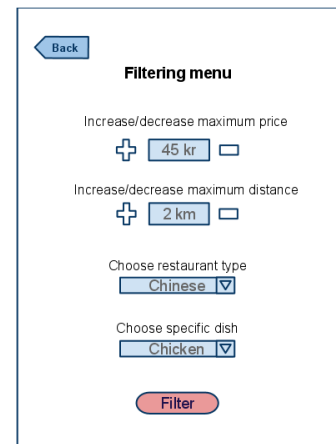 Back
Filtering menu
Increase/decrease maximum price
45 kr
Increase/decrease maximum distance
2 km
Choose restaurant type
Chinese
Choose specific dish
Chicken
Filter